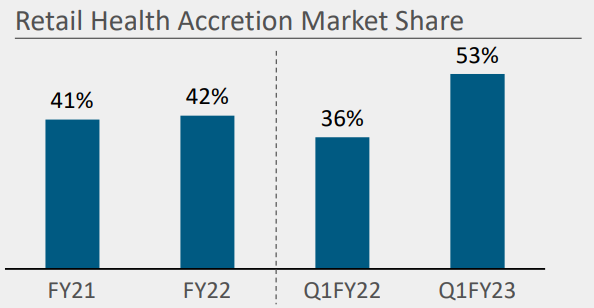 Retail Health Accretion Market Share
41%
42%
36%
53%
FY21
FY22
Q1FY22
Q1FY23